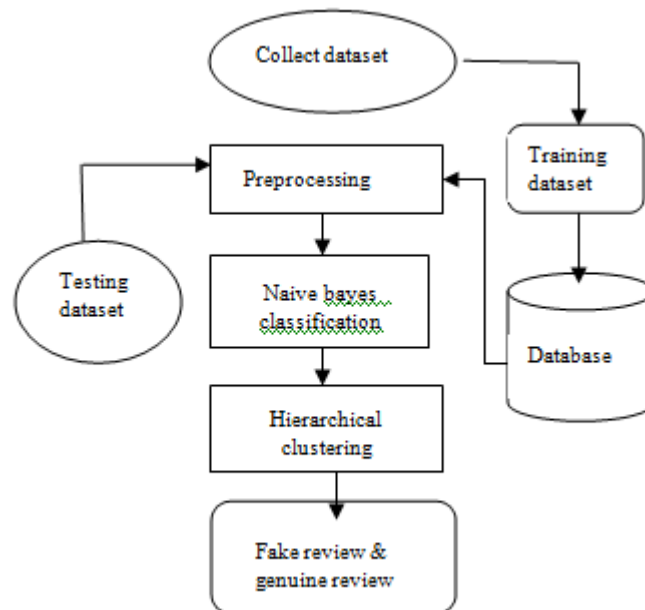 Collect dataset
Training
dataset
Preprocessing
Testing
dataset
Naive bayes
classification
Database
Hierarchical
clustering
Fake review &
genuine review